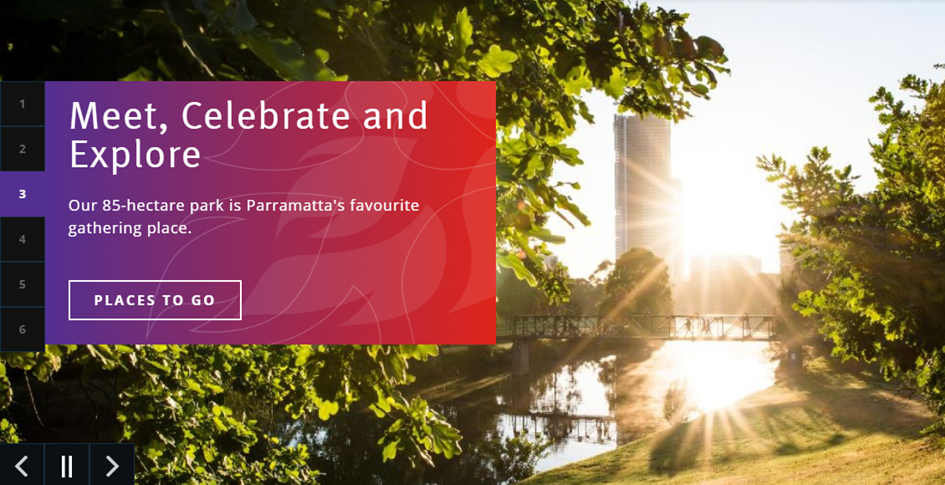 1
2
3
4
5
6
Meet, Celebrate and
Explore
Our 85-hectare park is Parramatta's favourite
gathering place.
PLACES TO GO